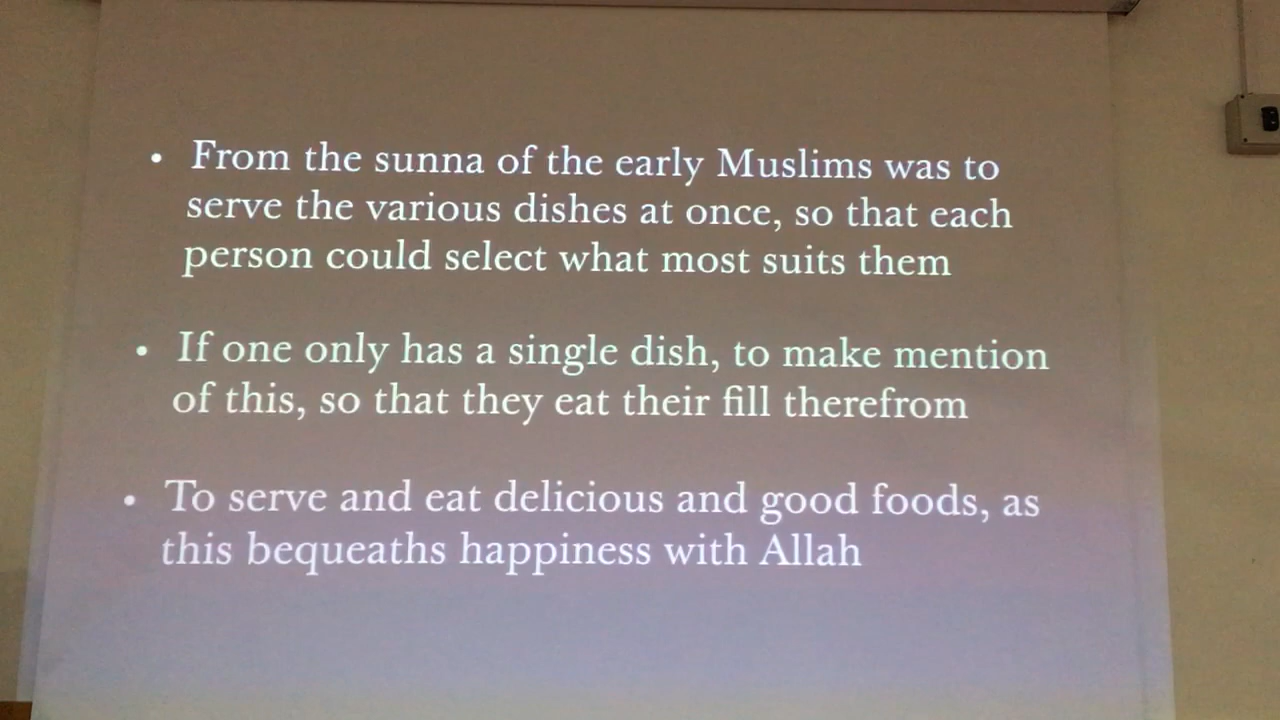 • From the sunna of the early Muslims was to
serve the various dishes at once, so that each
person could select what most suits them
• If one only has a single dish, to make mention
of this, so that they eat their fill therefrom
• To serve and eat delicious and good foods, as
this bequeaths happiness with Allah